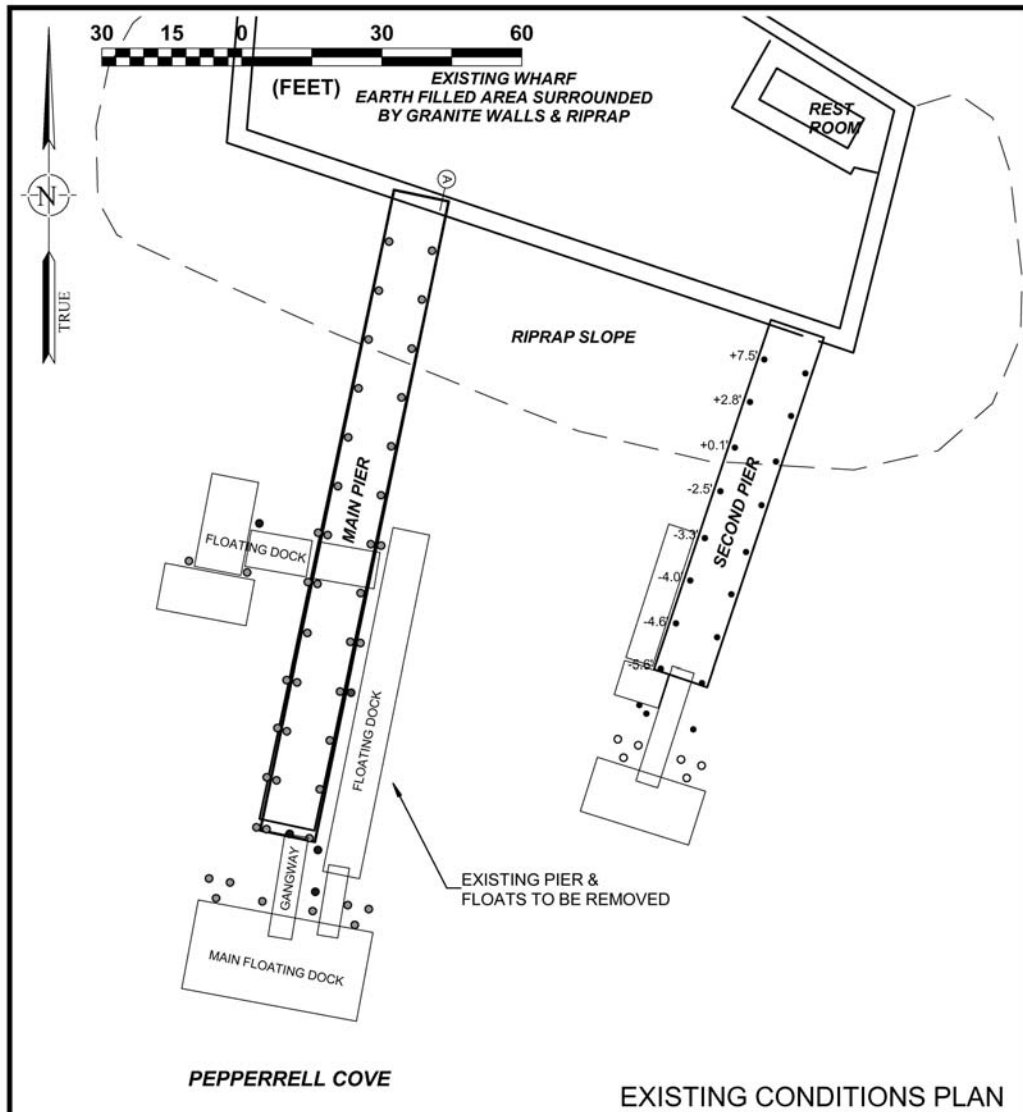 30 15 0 30 60
(FEET)
EXISTING WHARF
EARTH FILLED AREA SURROUNDED
BY GRANITE WALLS & RIPRAP
REST
ROOM
A
N
TRUE
RIPRAP SLOPE
+7.5'
+2.8'
+0.1'
-2.5'
-3.3'
-4.0'
-4.6'
-5.6'
MAIN PIER
SECOND PIER
FLOATING DOCK
FLOATING DOCK
EXISTING PIER &
FLOATS TO BE REMOVED
GANGWAY
MAIN FLOATING DOCK
PEPPERRELL COVE
EXISTING CONDITIONS PLAN